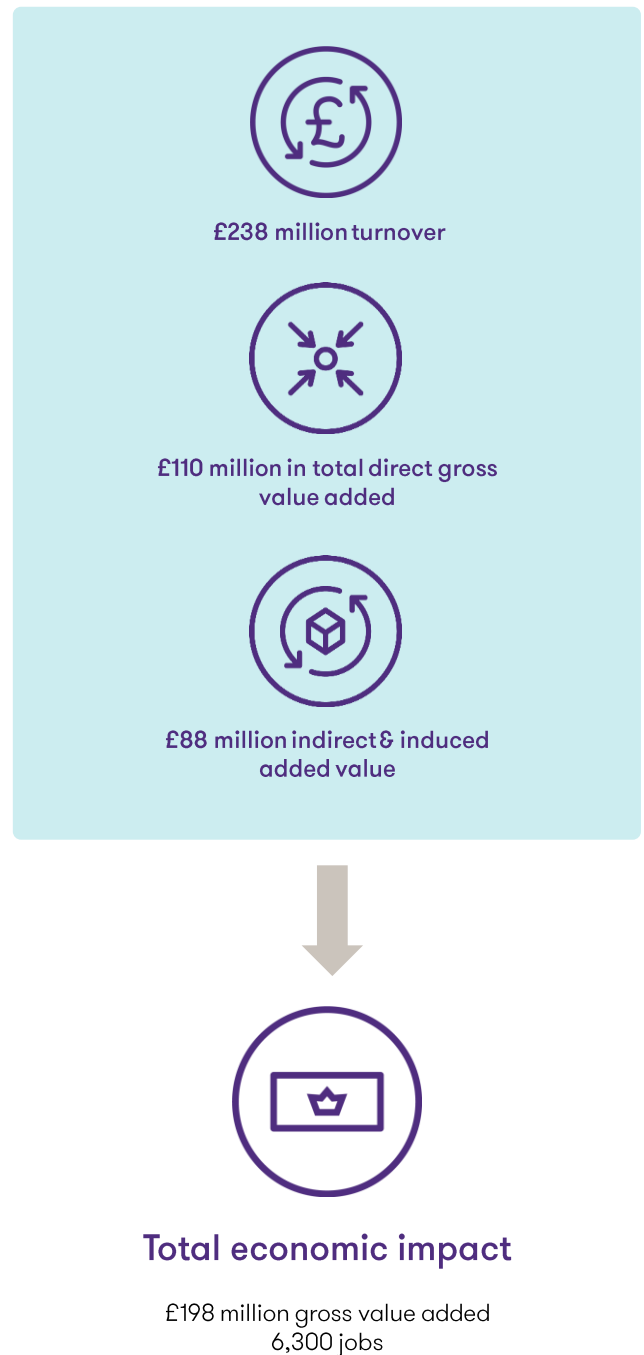 £238 million turnover
£110 million in total direct gross
value added
£88 million indirect & induced
added value
Total economic impact
£198 million gross value added
6,300 jobs